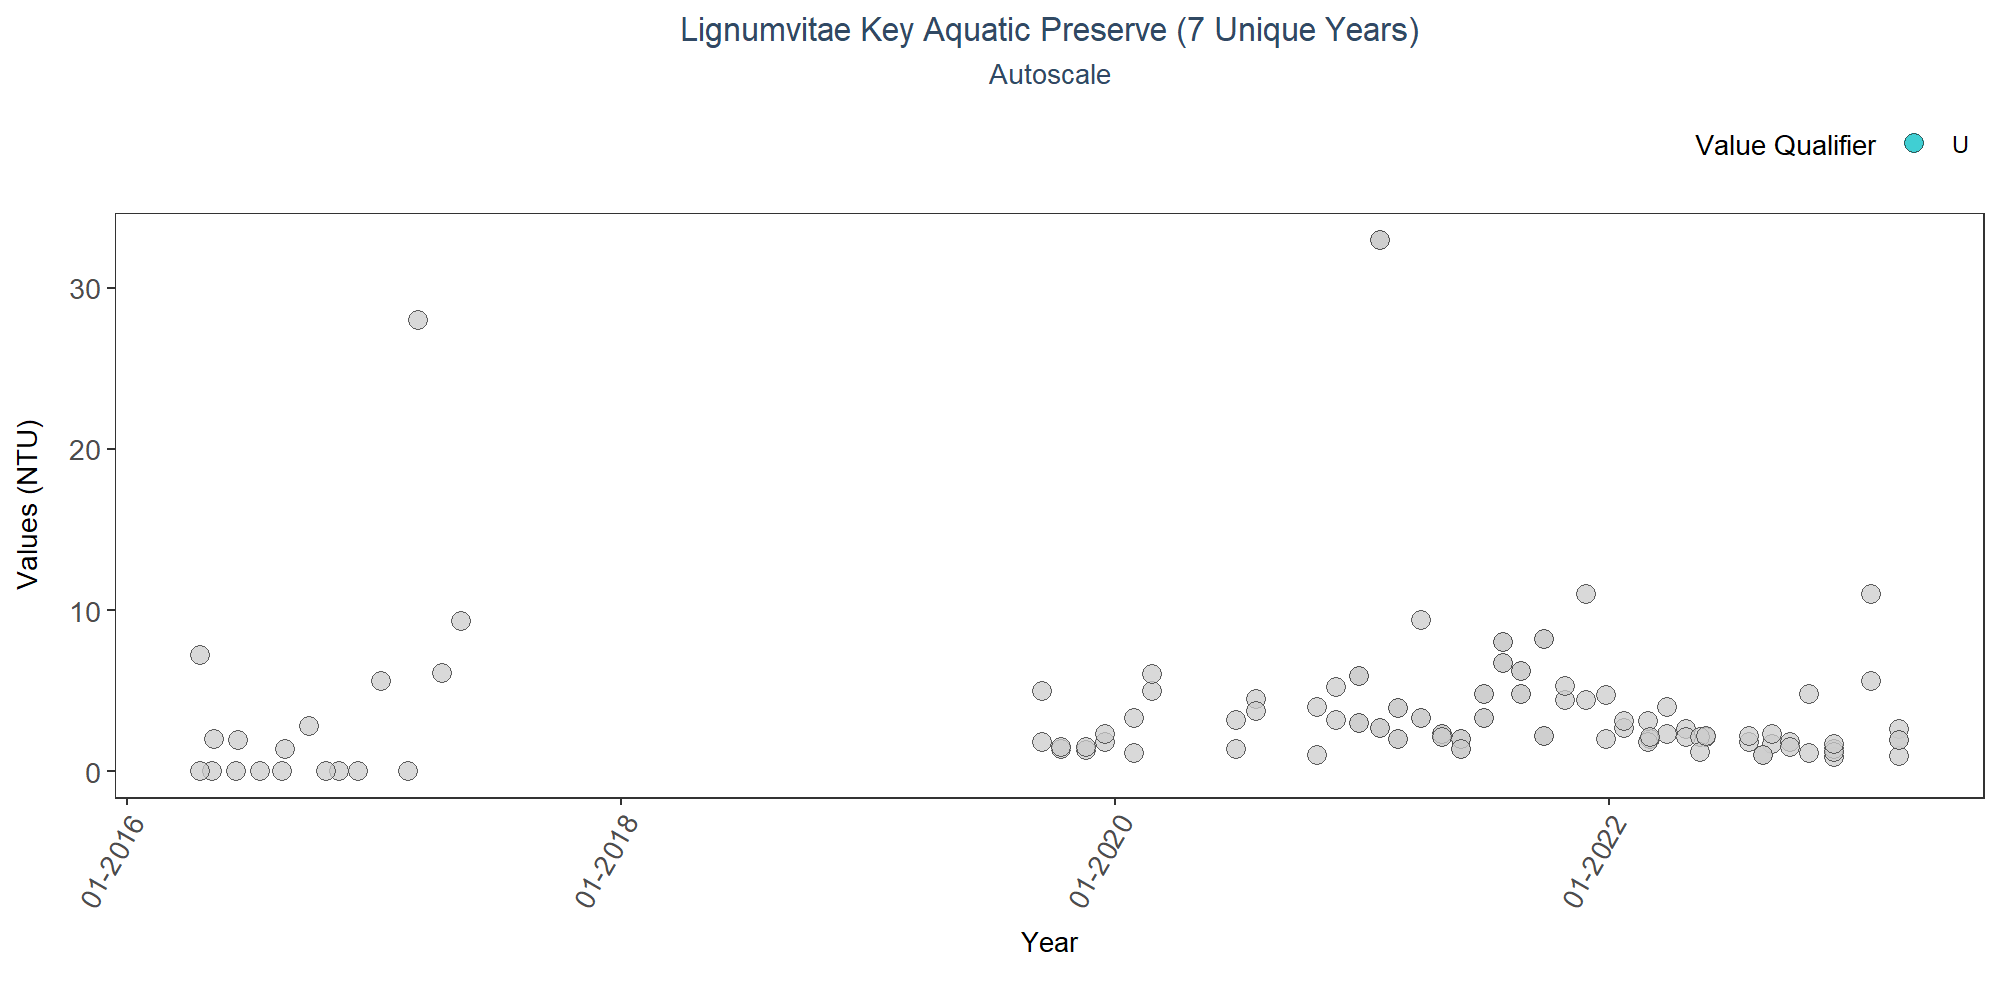 Lignumvitae Key Aquatic Preserve (7 Unique Years)
Autoscale
Value Qualifier U
30
20
10
0
Values (NTU)
01-2016
01-2018
01-2020
01-2022
Year